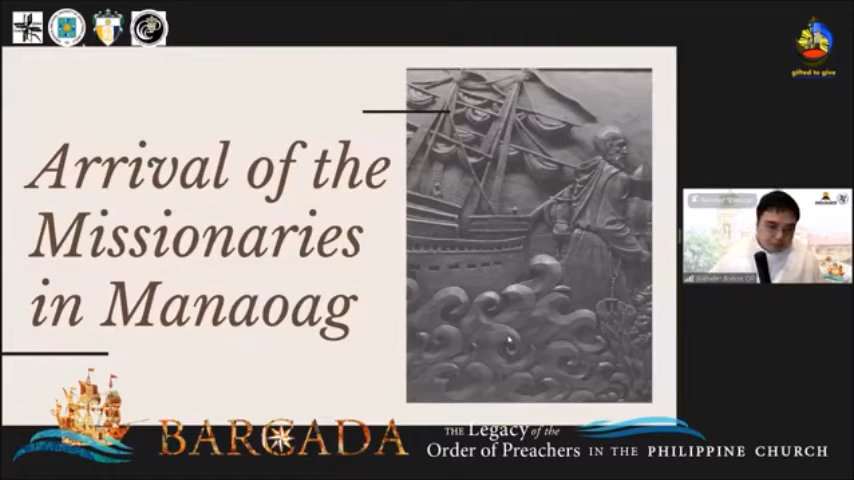 gifted to give
Arrival of the
Missionaries
in Manaoag
BARCADA
THE Legacy of the
Order of Preachers IN THE PHILIPPINE CHURCH